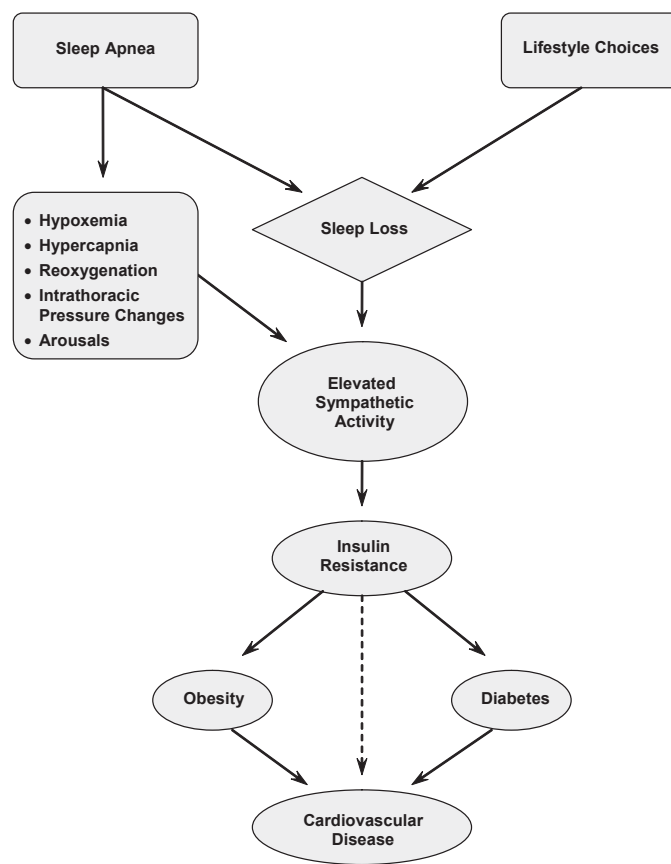 Sleep Apnea
Lifestyle Choices
• Hypoxemia
• Hypercapnia
• Reoxygenation
• Intrathoracic
Pressure Changes
• Arousals
Sleep Loss
Elevated
Sympathetic
Activity
Insulin
Resistance
Obesity
Diabetes
Cardiovascular
Disease